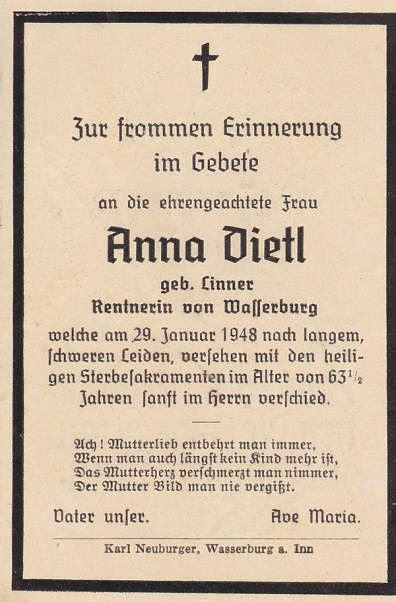 Zur frommen Erinnerung
im Gebete
an die ehrengeachtete Frau
Anna Dietl
geb. Linner
Rentnerin von Wasserburg
welche am 29. Januar 1948 nach langem,
schweren Leiden, versehen mit den heili-
gen Sterbesakramenten im Alter von 63½
Jahren sanft im Herrn verschied.
Ach! Mutterlieb entbehrt man immer,
Wenn man auch längst kein Kind mehr ist,
Das Mutterherz verschmerzt man nimmer,
Der Mutter Bild man nie vergißt.
Vater unser. Ave Maria.
Karl Neuburger, Wasserburg a. Inn